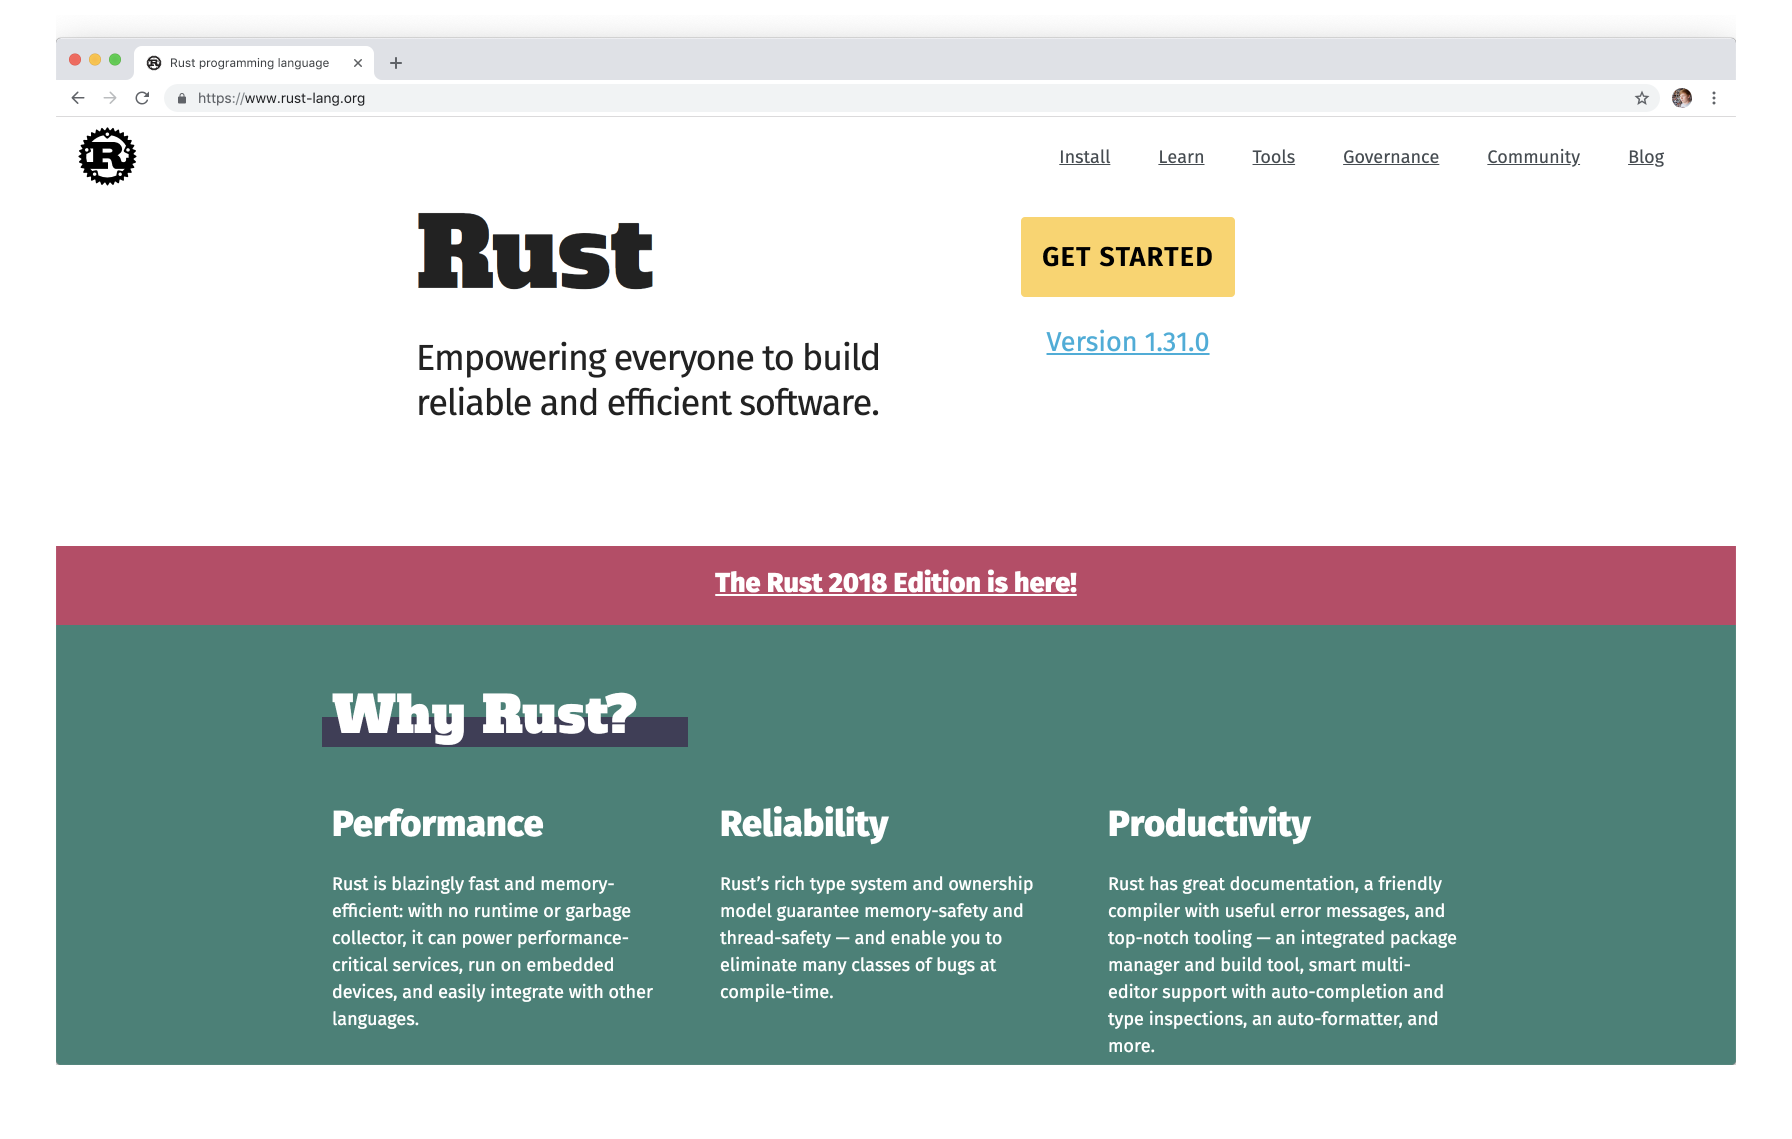 Rust programming language
https://www.rust-lang.org
R
Install Learn Tools Governance Community Blog
Rust
GET STARTED
Version 1.31.0
Empowering everyone to build
reliable and efficient software.
The Rust 2018 Edition is here!
Why Rust?
Performance
Rust is blazingly fast and memory-
efficient: with no runtime or garbage
collector, it can power performance-
critical services, run on embedded
devices, and easily integrate with other
languages.
Reliability
Rust’s rich type system and ownership
model guarantee memory-safety and
thread-safety — and enable you to
eliminate many classes of bugs at
compile-time.
Productivity
Rust has great documentation, a friendly
compiler with useful error messages, and
top-notch tooling — an integrated package
manager and build tool, smart multi-
editor support with auto-completion and
type inspections, an auto-formatter, and
more.